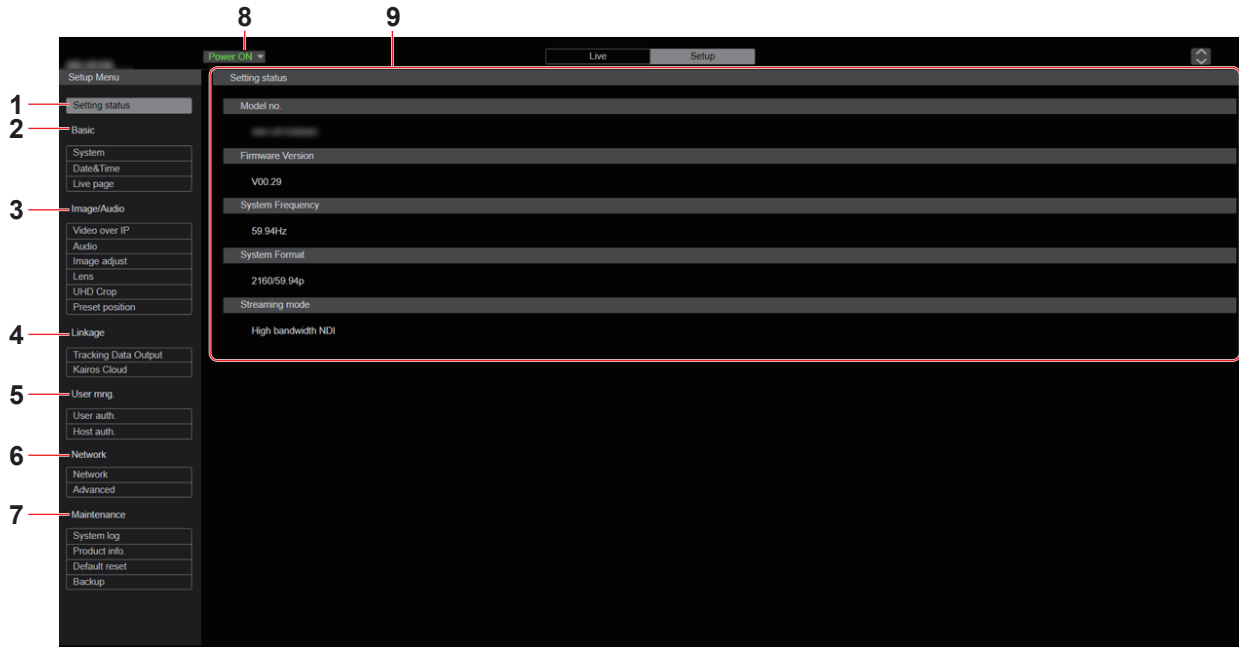 8
9
Power ON
Live
Setup
Setup Menu
Setting status
1
Setting status
Model no.
2
Basic
System
Firmware Version
Date&Time
Live page
V00.29
3
Image/Audio
System Frequency
Video over IP
59.94Hz
Audio
Image adjust
System Format
Lens
2160/59.94p
UHD Crop
Preset position
Streaming mode
4
Linkage
High bandwidth NDI
Tracking Data Output
Kairos Cloud
5
User mng.
User auth.
Host auth.
6
Network
Network
Advanced
7
Maintenance
System log
Product info.
Default reset
Backup